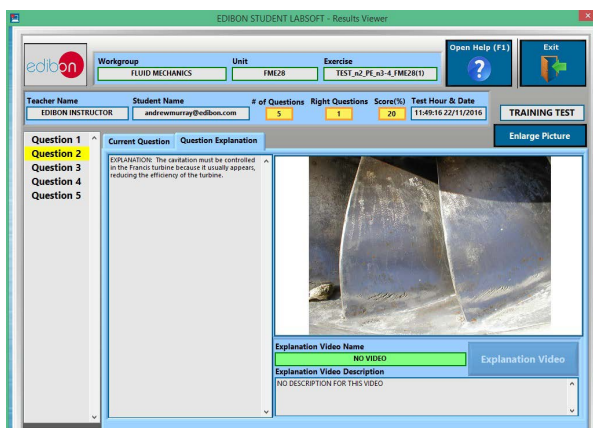 EDIBON STUDENT LABSOFT - Results Viewer
edibon
Workgroup
FLUID MECHANICS
Unit
FME28
Exercise
TEST_n2_PE_n3-4_FME28(1)
Open Help (F1)
?
Exit
Teacher Name
EDIBON INSTRUCTOR
Student Name
andrewmurray@edibon.com
# of Questions
5
Right Questions
1
Score(%)
20
Test Hour & Date
11:49:16 22/11/2016
TRAINING TEST
Enlarge Picture
Question 1
Question 2
Question 3
Question 4
Question 5
Current Question
Question Explanation
EXPLANATION: The cavitation must be controlled
in the Francis turbine because it usually appears,
reducing the efficiency of the turbine.
Explanation Video Name
NO VIDEO
Explanation Video
Explanation Video Description
NO DESCRIPTION FOR THIS VIDEO